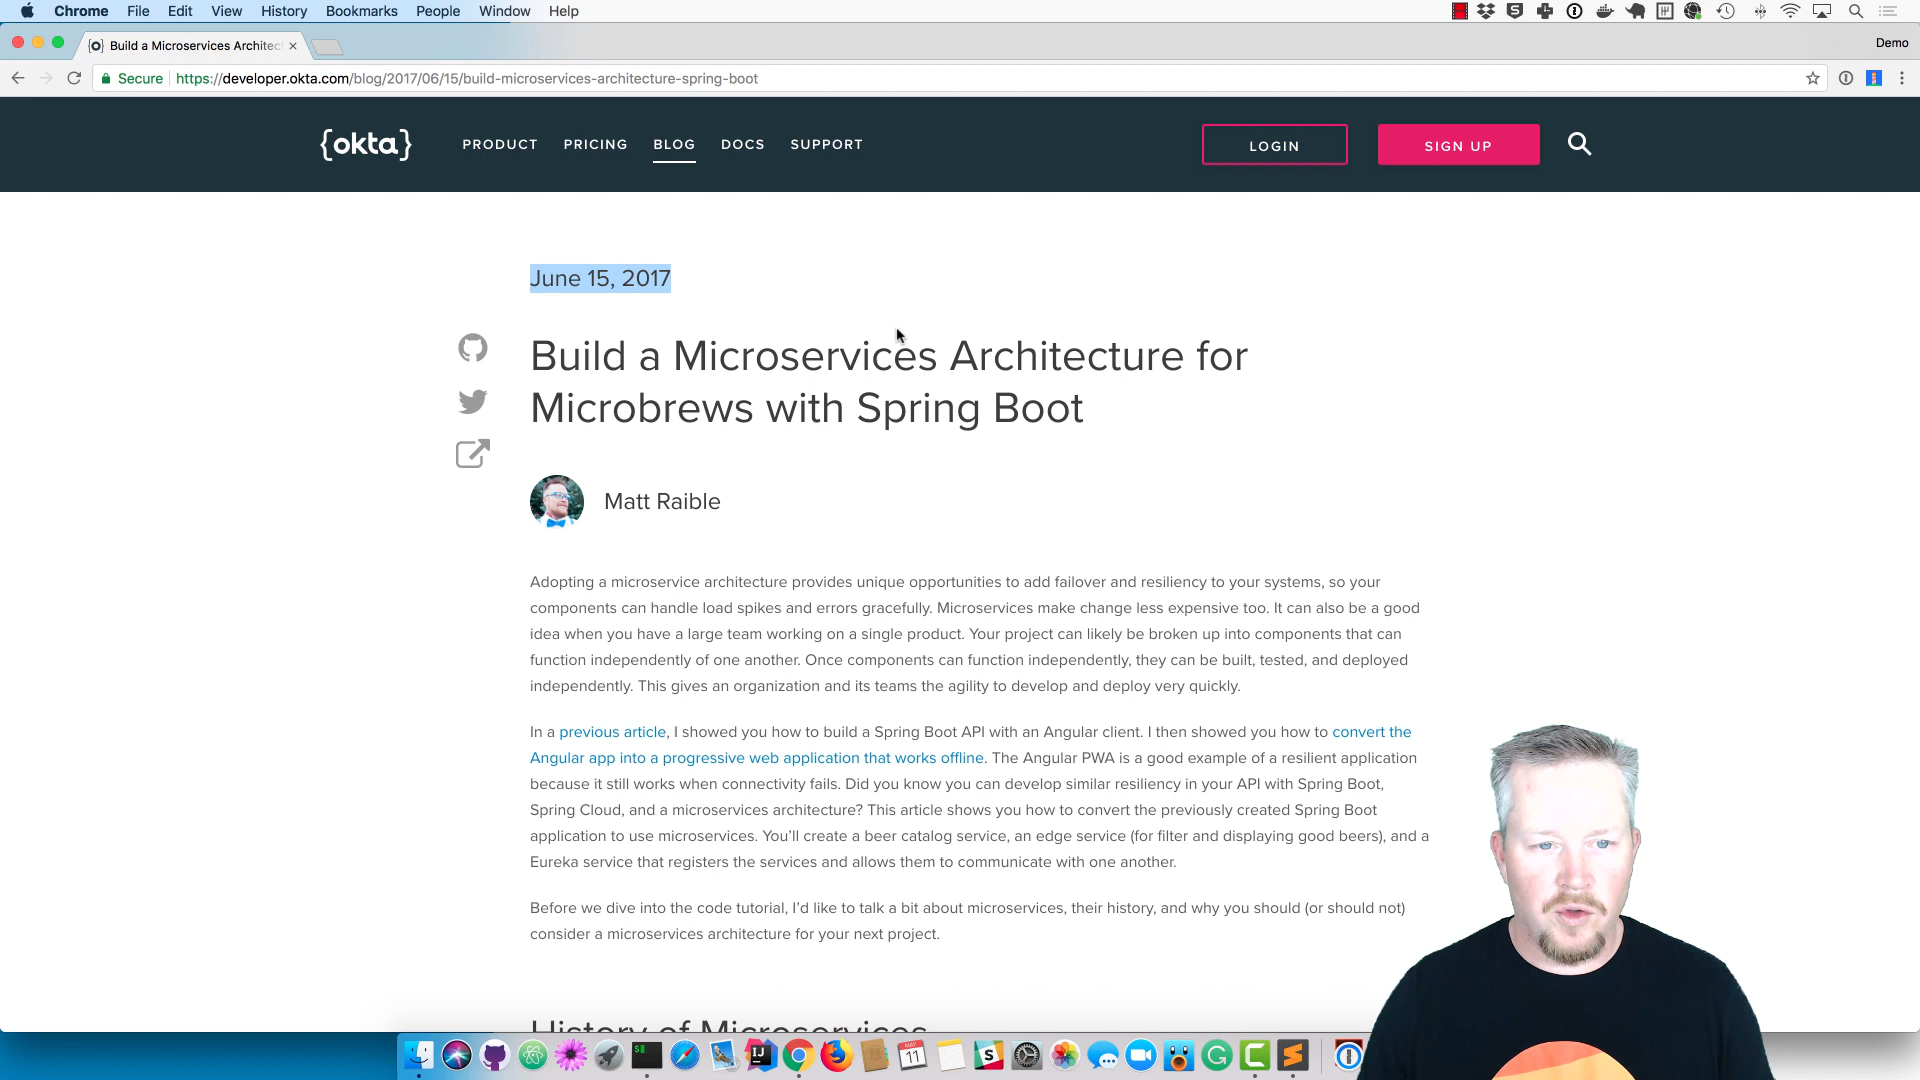 Chrome File Edit View History Bookmarks People Window Help
Build a Microservices Architect
Demo
Secure https://developer.okta.com/blog/2017/06/15/build-microservices-architecture-spring-boot
{okta} PRODUCT PRICING BLOG DOCS SUPPORT LOGIN SIGN UP
June 15, 2017
Build a Microservices Architecture for
Microbrews with Spring Boot
Matt Raible
Adopting a microservice architecture provides unique opportunities to add failover and resiliency to your systems, so your
components can handle load spikes and errors gracefully. Microservices make change less expensive too. It can also be a good
idea when you have a large team working on a single product. Your project can likely be broken up into components that can
function independently of one another. Once components can function independently, they can be built, tested, and deployed
independently. This gives an organization and its teams the agility to develop and deploy very quickly.
In a previous article, I showed you how to build a Spring Boot API with an Angular client. I then showed you how to convert the
Angular app into a progressive web application that works offline. The Angular PWA is a good example of a resilient application
because it still works when connectivity fails. Did you know you can develop similar resiliency in your API with Spring Boot,
Spring Cloud, and a microservices architecture? This article shows you how to convert the previously created Spring Boot
application to use microservices. You'll create a beer catalog service, an edge service (for filter and displaying good beers), and a
Eureka service that registers the services and allows them to communicate with one another.
Before we dive into the code tutorial, I'd like to talk a bit about microservices, their history, and why you should (or should not)
consider a microservices architecture for your next project.
History of Microservices
IJ
MAY
11